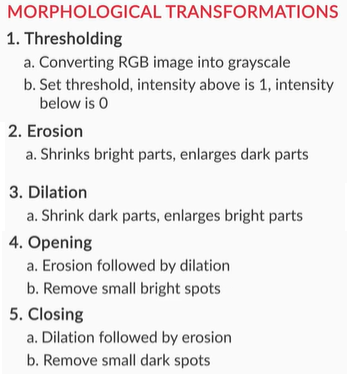 MORPHOLOGICAL TRANSFORMATIONS
1. Thresholding
a. Converting RGB image into grayscale
b. Set threshold, intensity above is 1, intensity
below is 0
2. Erosion
a. Shrinks bright parts, enlarges dark parts
3. Dilation
a. Shrink dark parts, enlarges bright parts
4. Opening
a. Erosion followed by dilation
b. Remove small bright spots
5. Closing
a. Dilation followed by erosion
b. Remove small dark spots